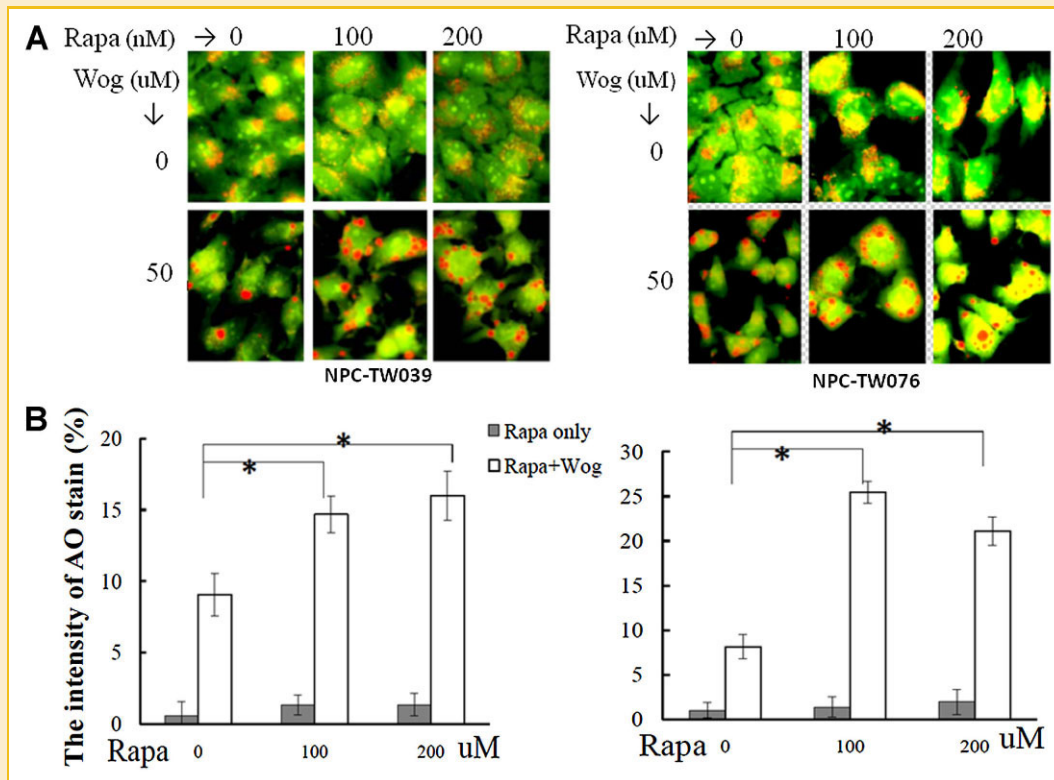 A
Rapa (nM) → 0 100 200
Wog (uM)
↓
0
50
NPC-TW039
Rapa (nM) → 0 100 200
Wog (uM)
↓
0
50
NPC-TW076
B
The intensity of AO stain (%)
20
15
10
5
0
* *
Rapa 0 100 200 uM
Rapa only
Rapa+Wog
30
25
20
15
10
5
0
* *
Rapa 0 100 200 uM